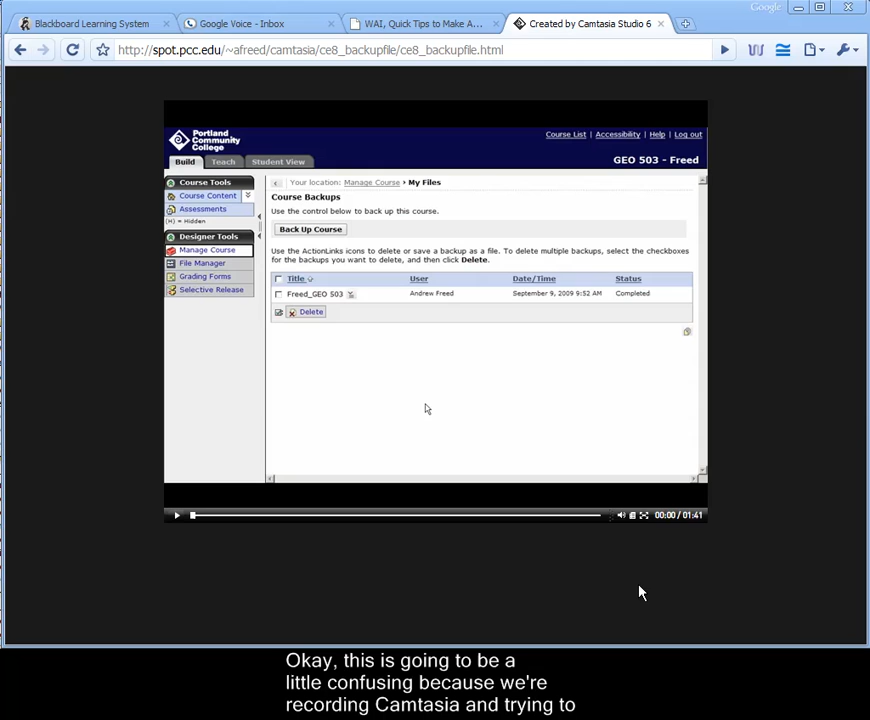 Google
Blackboard Learning System
Google Voice - Inbox
WAI, Quick Tips to Make A...
Created by Camtasia Studio 6
http://spot.pcc.edu/~afreed/camtasia/ce8_backupfile/ce8_backupfile.html
Portland
Community
College
Course List | Accessibility | Help | Log out
Build Teach Student View
GEO 503 - Freed
Course Tools
Course Content
Assessments
(H) = Hidden
Designer Tools
Manage Course
File Manager
Grading Forms
Selective Release
Your location: Manage Course › My Files
Course Backups
Use the control below to back up this course.
Back Up Course
Use the ActionLinks icons to delete or save a backup as a file. To delete multiple backups, select the checkboxes
for the backups you want to delete, and then click Delete.
Title User Date/Time Status
Freed_GEO 503 Andrew Freed September 9, 2009 9:52 AM Completed
Delete
00:00 / 01:41
Okay, this is going to be a
little confusing because we're
recording Camtasia and trying to